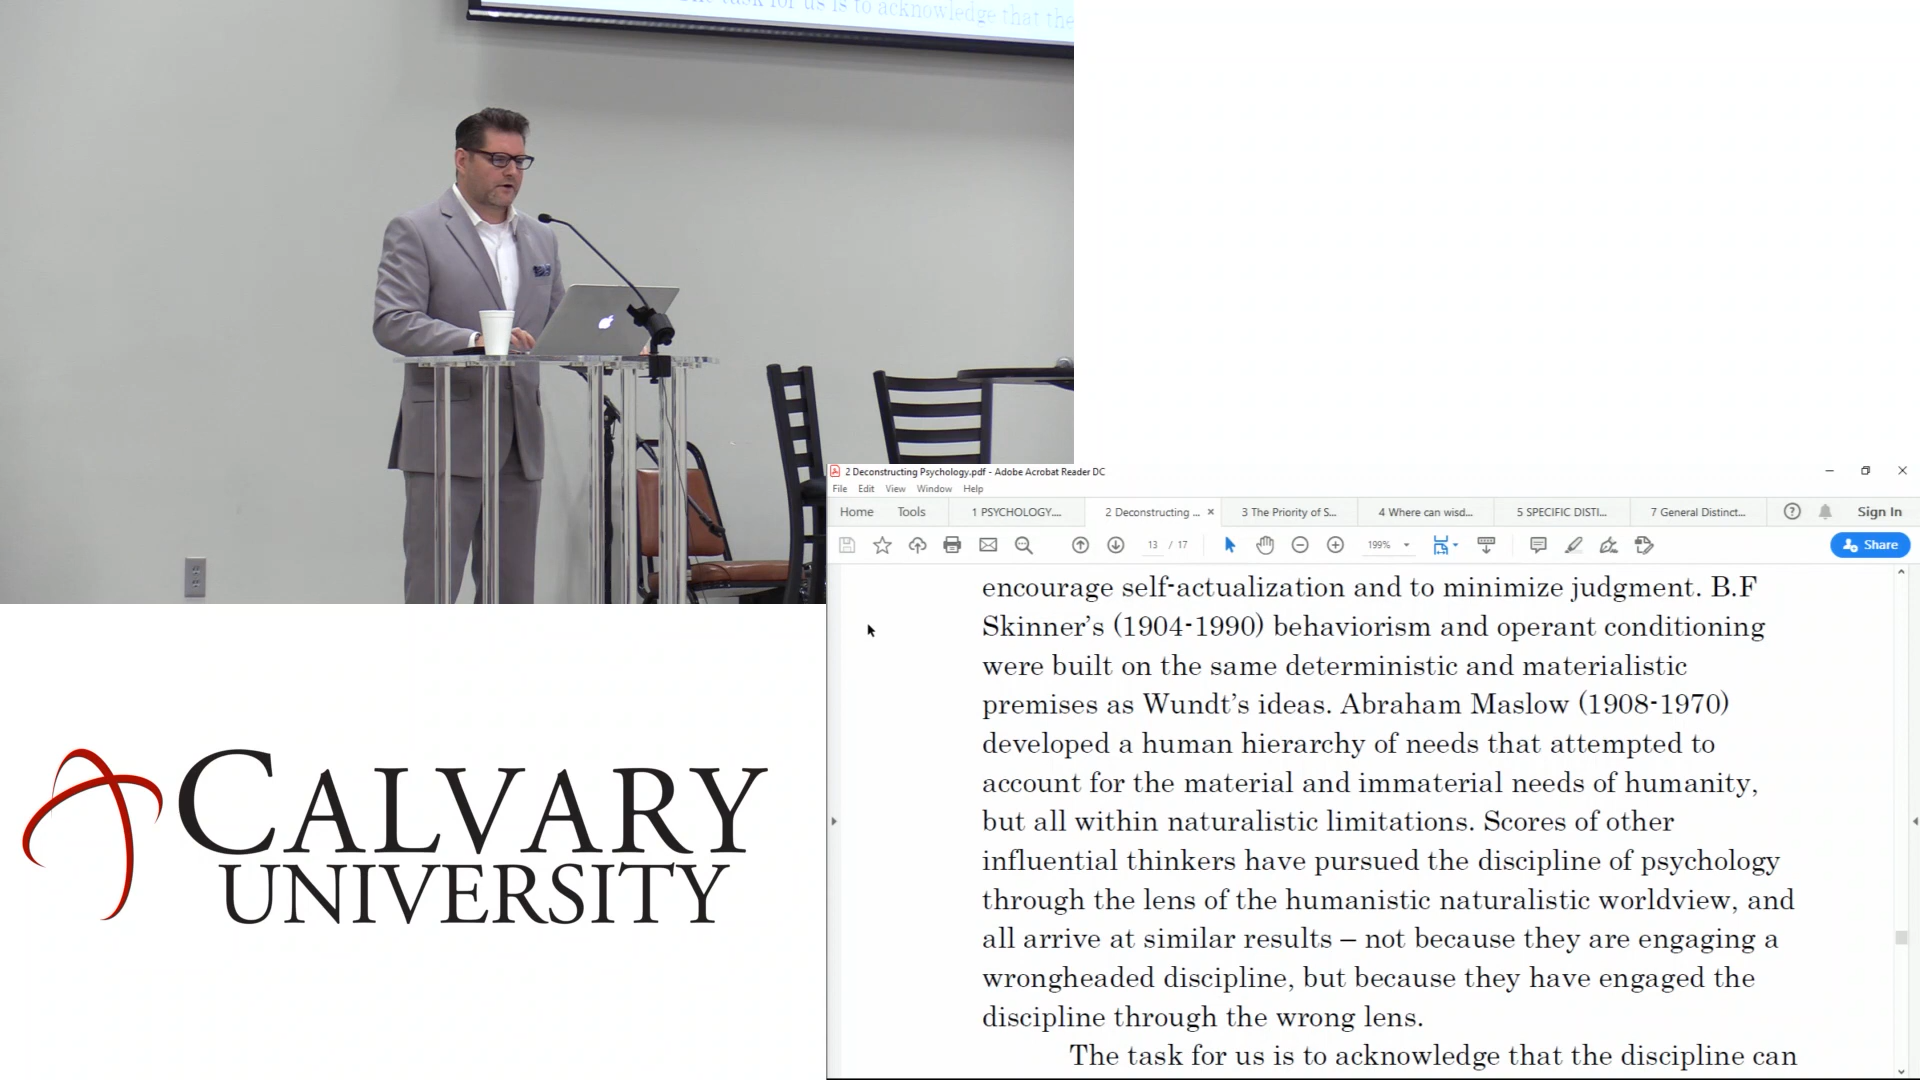 The task for us is to acknowledge that the
2 Deconstructing Psychology.pdf - Adobe Acrobat Reader DC
File Edit View Window Help
Home Tools 1 PSYCHOLOGY.... 2 Deconstructing ... × 3 The Priority of S... 4 Where can wisd... 5 SPECIFIC DISTI... 7 General Distinct... Sign In
13 / 17 199% Share
encourage self-actualization and to minimize judgment. B.F
Skinner's (1904-1990) behaviorism and operant conditioning
were built on the same deterministic and materialistic
premises as Wundt's ideas. Abraham Maslow (1908-1970)
developed a human hierarchy of needs that attempted to
account for the material and immaterial needs of humanity,
but all within naturalistic limitations. Scores of other
influential thinkers have pursued the discipline of psychology
through the lens of the humanistic naturalistic worldview, and
all arrive at similar results – not because they are engaging a
wrongheaded discipline, but because they have engaged the
discipline through the wrong lens.
The task for us is to acknowledge that the discipline can
CALVARY
UNIVERSITY